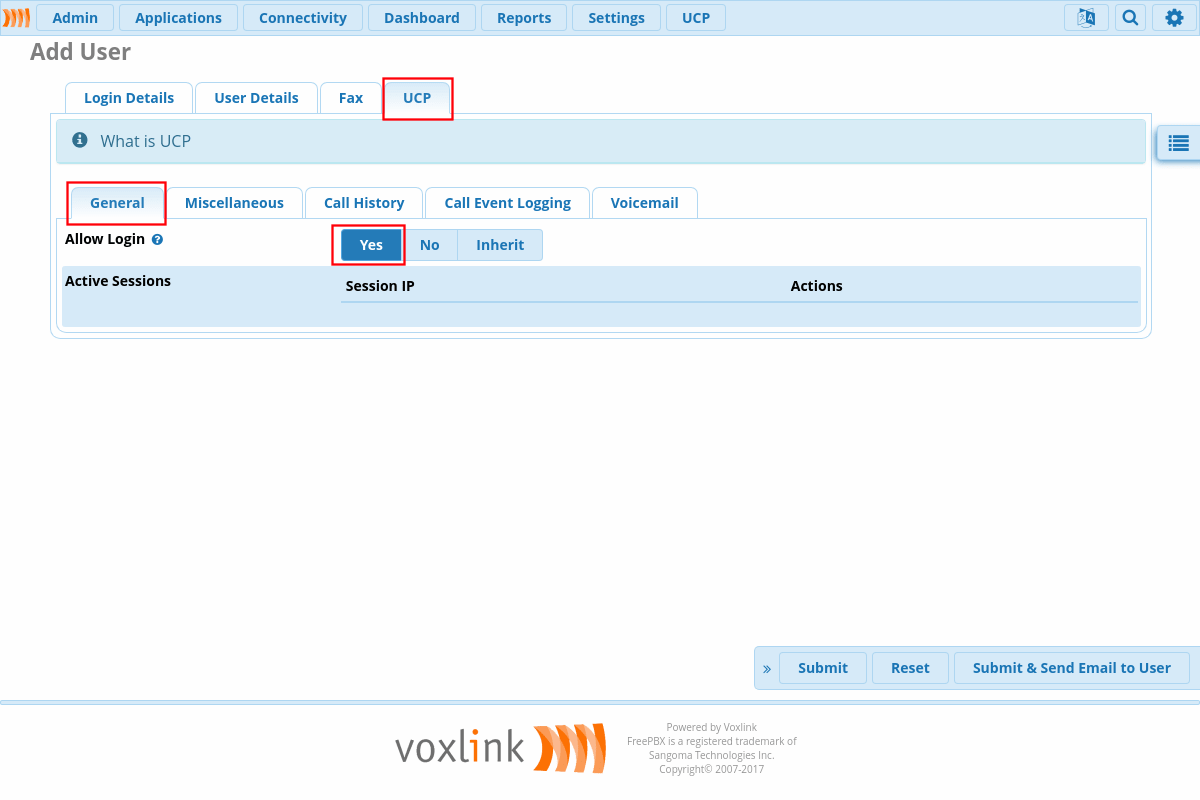 Admin Applications Connectivity Dashboard Reports Settings UCP
Add User
Login Details User Details Fax UCP
What is UCP
General Miscellaneous Call History Call Event Logging Voicemail
Allow Login Yes No Inherit
Active Sessions Session IP Actions
» Submit Reset Submit & Send Email to User
voxlink
Powered by Voxlink
FreePBX is a registered trademark of
Sangoma Technologies Inc.
Copyright© 2007-2017